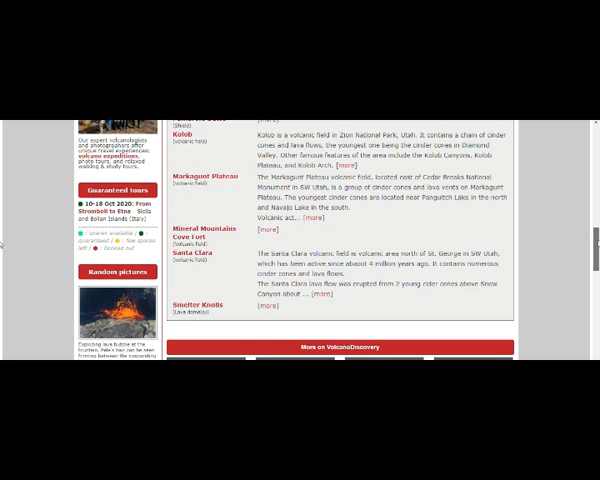 (Shield)
[more]
Our expert volcanologists
and photographers offer
unique travel experiences:
volcano expeditions,
photo tours, and relaxed
walking & study tours.
Guaranteed tours
10-18 Oct 2020: From
Stromboli to Etna Sicily
and Eolian Islands (Italy)
: spaces available / :
guaranteed / : few spaces
left / : booked out
Random pictures
Exploding lava bubble at the
fountain. Pele's hair can be seen
forming between the separating
Kolob
(volcanic field)
Kolob is a volcanic field in Zion National Park, Utah. It contains a chain of cinder
cones and lava flows, the youngest one being the cinder cones in Diamond
Valley. Other famous features of the area include the Kolob Canyons, Kolob
Plateau, and Kolob Arch. [more]
Markagunt Plateau
(volcanic field)
The Markagunt Plateau volcanic field, located east of Cedar Breaks National
Monument in SW Utah, is a group of cinder cones and lava vents on Markagunt
Plateau. The youngest cinder cones are located near Panguitch Lake in the north
and Navajo Lake in the south.
Volcanic act... [more]
Mineral Mountains
Cove Fort
(Volcanic field)
[more]
Santa Clara
(volcanic field)
The Santa Clara volcanic field is volcanic area north of St. George in SW Utah,
which has been active since abaout 4 million years ago. It contains numerous
cinder cones and lava flows.
The Santa Clara lava flow was erupted from 2 young cider cones above Snow
Canyon about ... [more]
Smelter Knolls
(Lava dome(s))
[more]
More on VolcanoDiscovery